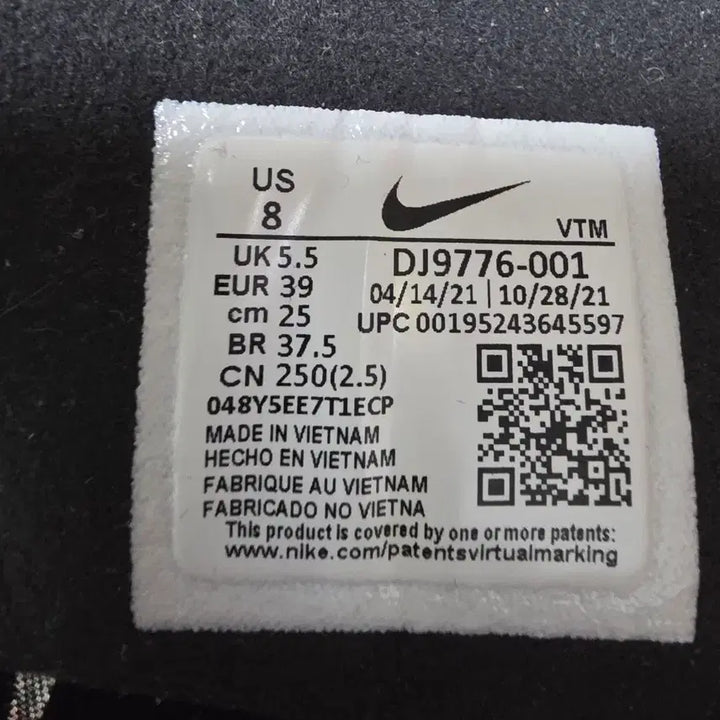 US
8
VTM
UK 5.5
EUR 39
cm 25
BR 37.5
CN 250(2.5)
DJ9776-001
04/14/21 | 10/28/21
UPC 00195243645597
048Y5EE7T1ECP
MADE IN VIETNAM
HECHO EN VIETNAM
FABRIQUE AU VIETNAM
FABRICADO NO VIETNA
This product is covered by one or more patents:
www.nike.com/patentsvirtualmarking